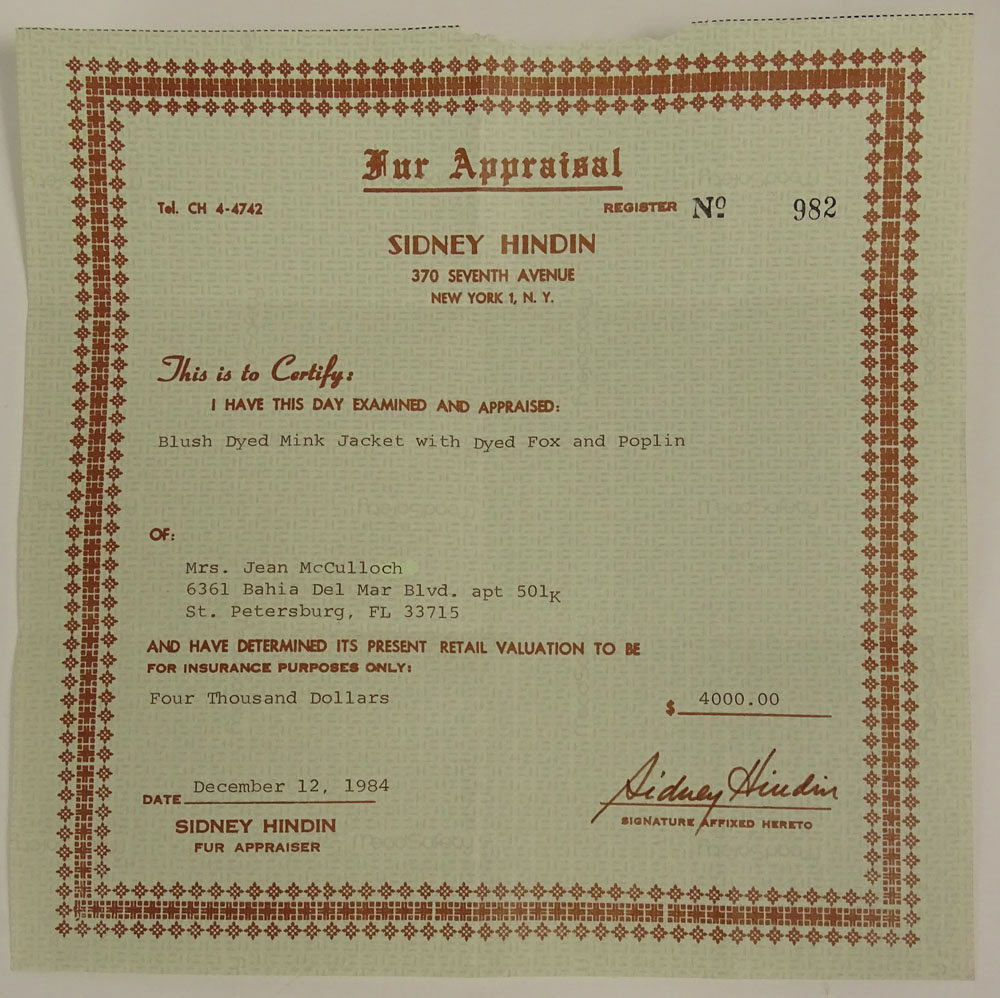 Fur Appraisal
Tel. CH 4-4742 REGISTER Nº 982
SIDNEY HINDIN
370 SEVENTH AVENUE
NEW YORK 1, N. Y.
This is to Certify:
I HAVE THIS DAY EXAMINED AND APPRAISED:
Blush Dyed Mink Jacket with Dyed Fox and Poplin
OF:
Mrs. Jean McCulloch
6361 Bahia Del Mar Blvd. apt 501K
St. Petersburg, FL 33715
AND HAVE DETERMINED ITS PRESENT RETAIL VALUATION TO BE
FOR INSURANCE PURPOSES ONLY:
Four Thousand Dollars $ 4000.00
Sidney Hindin
DATE December 12, 1984
SIGNATURE AFFIXED HERETO
SIDNEY HINDIN
FUR APPRAISER